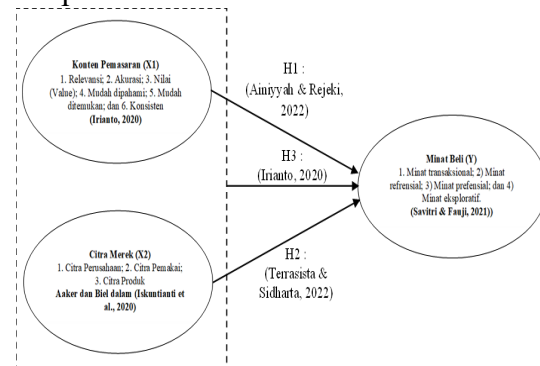 Konten Pemasaran (X1)
1. Relevansi; 2. Akurasi; 3. Nilai
(Value); 4. Mudah dipahami; 5. Mudah
ditemukan; dan 6. Konsisten
(Irianto, 2020)
H1 :
(Ainiyyah & Rejeki,
2022)
H3 :
(Irianto, 2020)
Minat Beli (Y)
1. Minat transaksional; 2) Minat
refrensial; 3) Minat prefensial; dan 4)
Minat eksploratif.
(Savitri & Fauji, 2021))
Citra Merek (X2)
1. Citra Perusahaan; 2. Citra Pemakai;
3. Citra Produk
Aaker dan Biel dalam (Iskuntianti et
al., 2020)
H2 :
(Terrasista &
Sidharta, 2022)